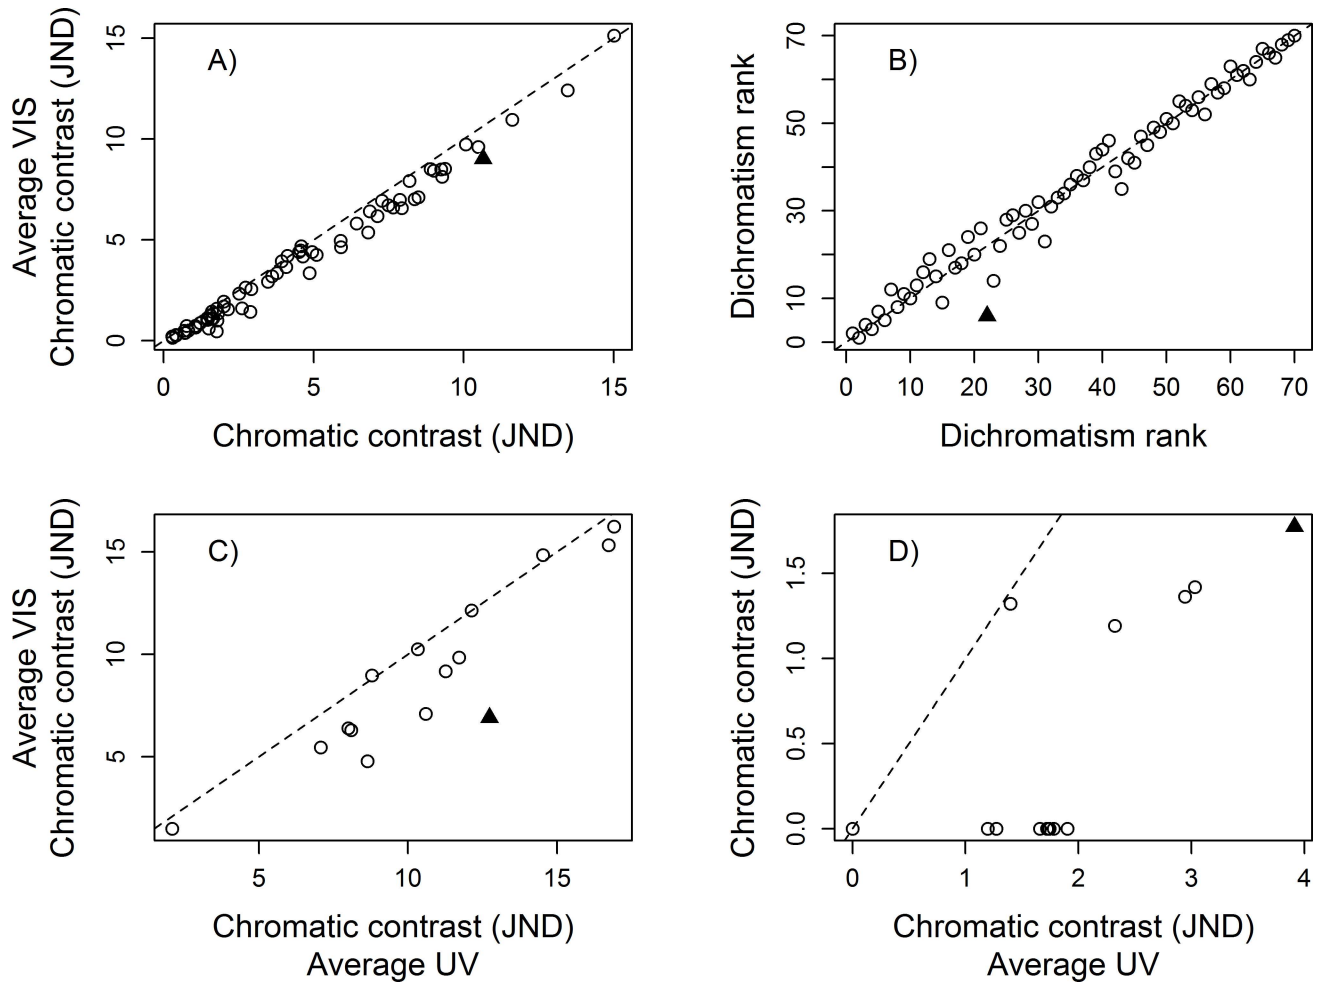 A)
Average VIS
Chromatic contrast (JND)
0
5
10
15
0
5
10
15
Chromatic contrast (JND)
B)
Dichromatism rank
0
10
30
50
70
0
10
20
30
40
50
60
70
Dichromatism rank
C)
Average VIS
Chromatic contrast (JND)
5
10
15
5
10
15
Chromatic contrast (JND)
Average UV
D)
Chromatic contrast (JND)
0.0
0.5
1.0
1.5
0
1
2
3
4
Chromatic contrast (JND)
Average UV